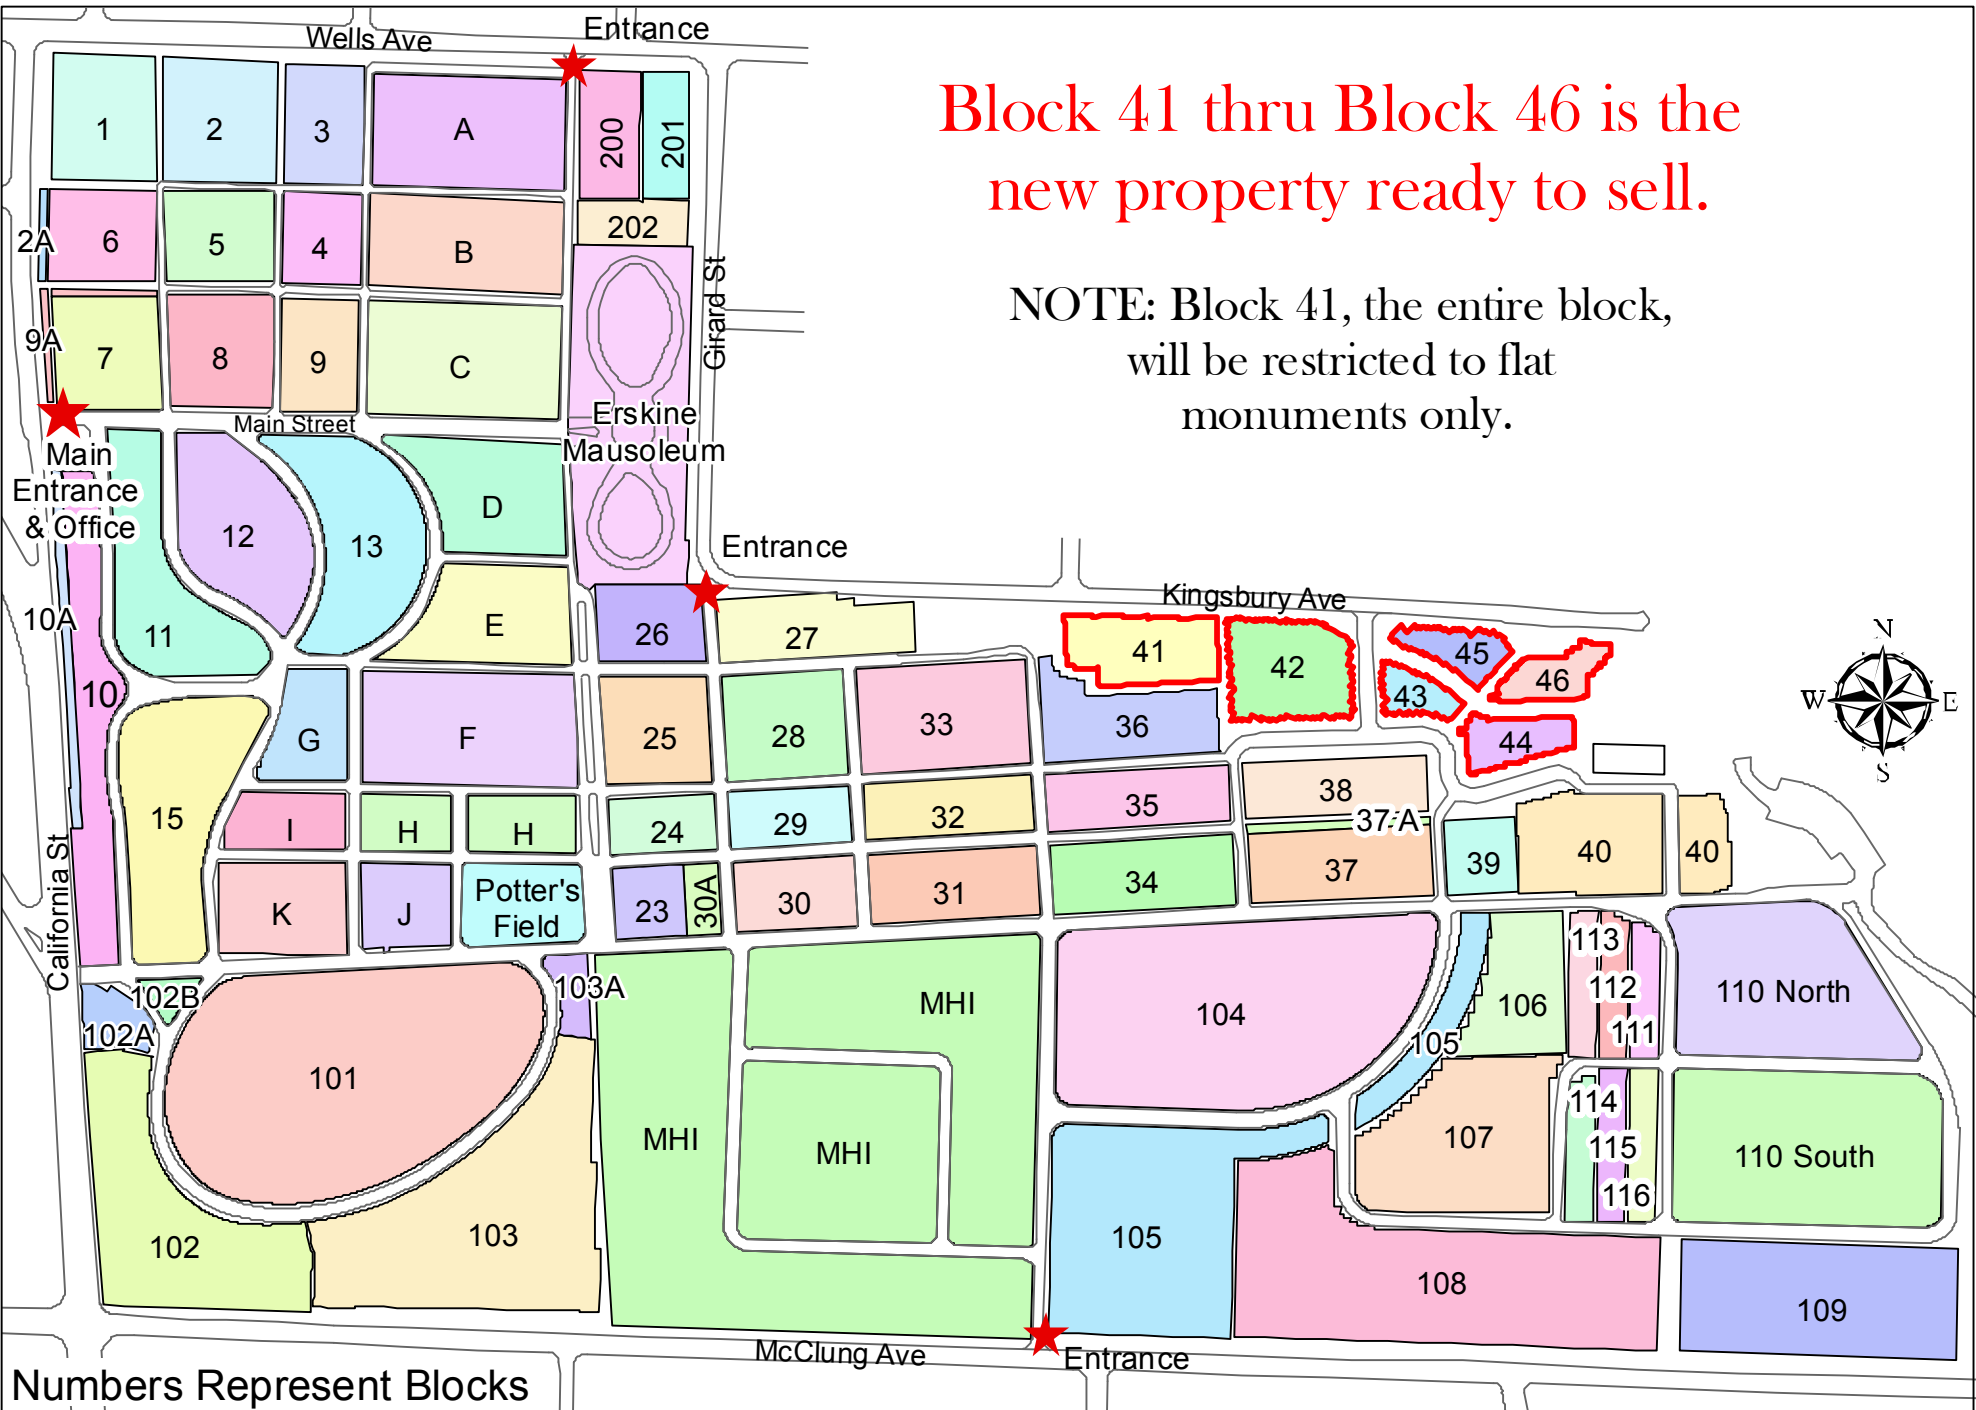 Wells Ave
Entrance
Block 41 thru Block 46 is the
new property ready to sell.
NOTE: Block 41, the entire block,
will be restricted to flat
monuments only.
1
2
3
A
200
201
2A
6
5
4
B
202
9A
7
8
9
C
Girard St
Main Street
Erskine
Mausoleum
Main
Entrance
& Office
12
13
D
Entrance
10A
11
E
26
27
Kingsbury Ave
41
42
45
43
46
44
N
W
E
S
10
G
F
25
28
33
36
15
I
H
H
24
29
32
35
38
37 A
California St
K
J
Potter's
Field
23
30A
30
31
34
37
39
40
40
102B
102A
101
103A
MHI
104
105
106
113
112
111
110 North
MHI
MHI
107
114
115
116
110 South
102
103
105
108
109
McClung Ave
Entrance
Numbers Represent Blocks